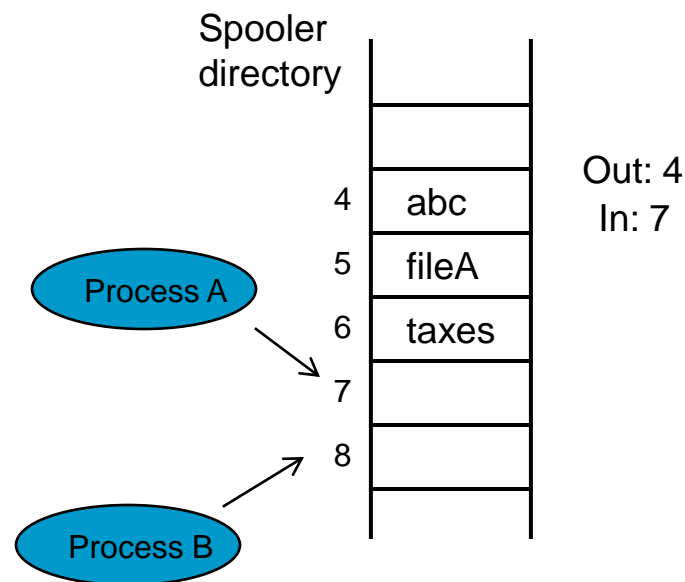 Spooler
directory
Out: 4
In: 7
4 abc
5 fileA
6 taxes
7
8
Process A
Process B